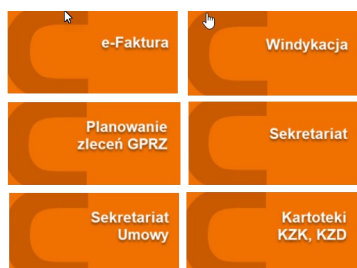 e-Faktura
Windykacja
Planowanie
zleceń GPRZ
Sekretariat
Sekretariat
Umowy
Kartoteki
KZK, KZD